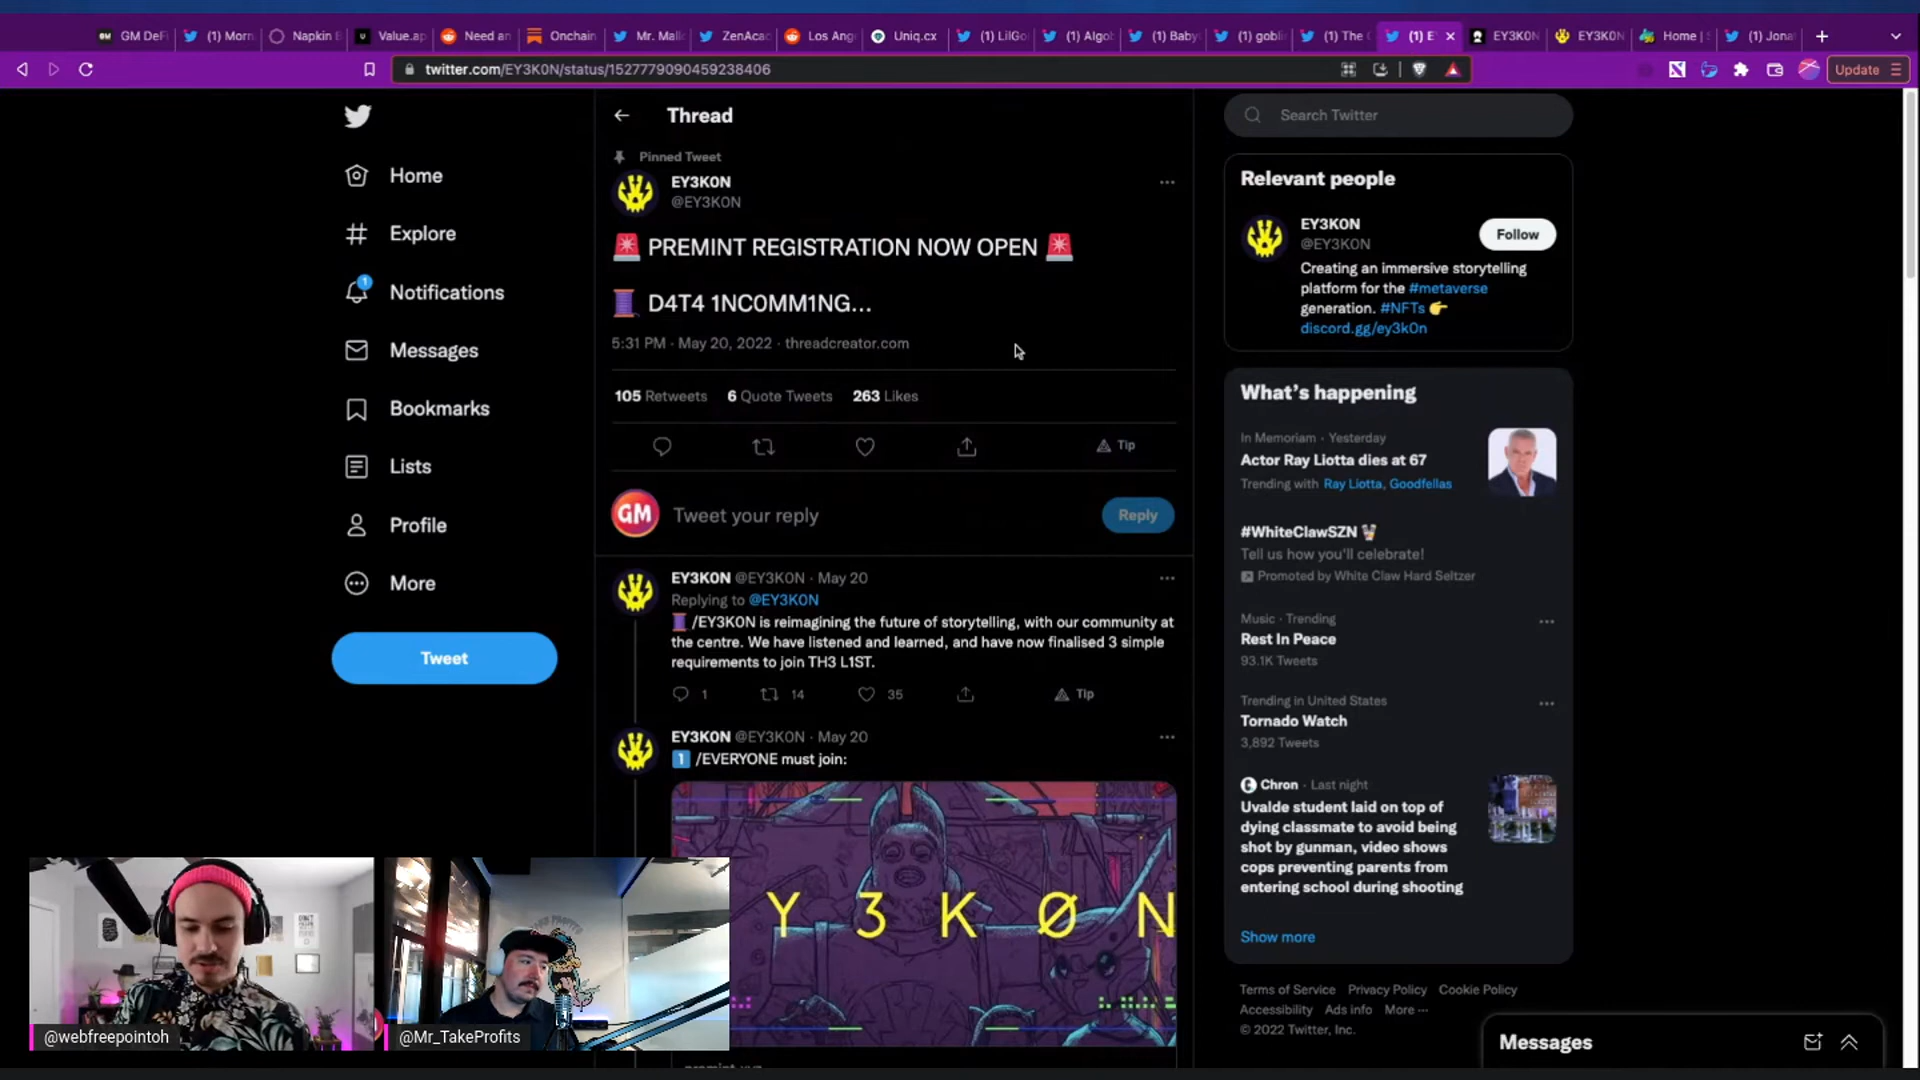 GM DeF
(1) Morn
Napkin
Value.ap
Need an
Onchain
Mr. Mall
ZenAcad
Los Ang
Uniq.cx
(1) LilGo
(1) Algo
(1) Baby
(1) gobli
(1) The
(1) E
EY3K0N
EY3K0N
Home |
(1) Jona
twitter.com/EY3K0N/status/1527779090459238406
Update
Home
Explore
1
Notifications
Messages
Bookmarks
Lists
Profile
More
Tweet
Thread
Pinned Tweet
EY3K0N
@EY3K0N
🚨 PREMINT REGISTRATION NOW OPEN 🚨
🧵 D4T4 1NC0MM1NG...
5:31 PM · May 20, 2022 · threadcreator.com
105 Retweets 6 Quote Tweets 263 Likes
Tip
GM
Tweet your reply
Reply
EY3K0N @EY3K0N · May 20
Replying to @EY3K0N
🧵 /EY3K0N is reimagining the future of storytelling, with our community at
the centre. We have listened and learned, and have now finalised 3 simple
requirements to join TH3 L1ST.
1 14 35 Tip
EY3K0N @EY3K0N · May 20
1️⃣ /EVERYONE must join:
Y 3 K Ø N
Search Twitter
Relevant people
EY3K0N
@EY3K0N
Follow
Creating an immersive storytelling
platform for the #metaverse
generation. #NFTs 👉
discord.gg/ey3k0n
What's happening
In Memoriam · Yesterday
Actor Ray Liotta dies at 67
Trending with Ray Liotta, Goodfellas
#WhiteClawSZN
Tell us how you'll celebrate!
Promoted by White Claw Hard Seltzer
Music · Trending
Rest In Peace
93.1K Tweets
Trending in United States
Tornado Watch
3,892 Tweets
Chron · Last night
Uvalde student laid on top of
dying classmate to avoid being
shot by gunman, video shows
cops preventing parents from
entering school during shooting
Show more
Terms of Service Privacy Policy Cookie Policy
Accessibility Ads info More ···
© 2022 Twitter, Inc.
Messages
@webfreepointoh
@Mr_TakeProfits